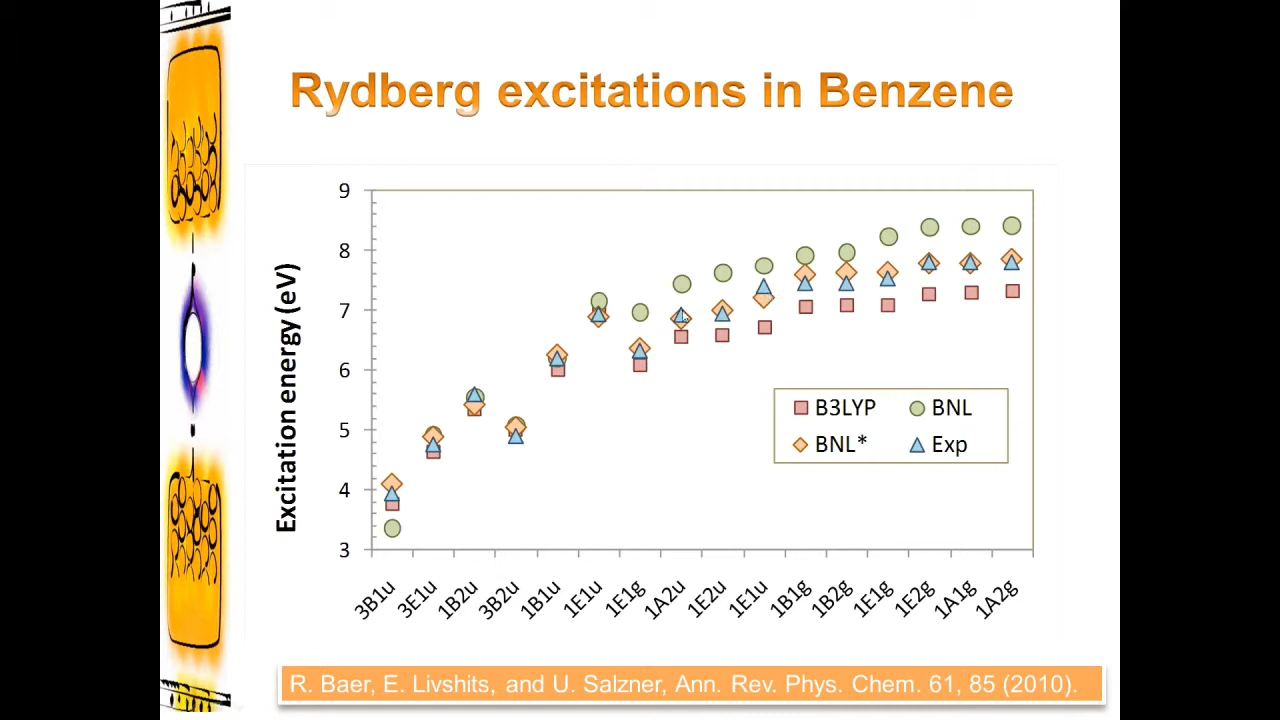 Rydberg excitations in Benzene
9
8
7
6
5
4
3
Excitation energy (eV)
B3LYP
BNL
BNL*
Exp
3B1u
3E1u
1B2u
3B2u
1B1u
1E1u
1E1g
1A2u
1E2u
1E1u
1B1g
1B2g
1E1g
1E2g
1A1g
1A2g
R. Baer, E. Livshits, and U. Salzner, Ann. Rev. Phys. Chem. 61, 85 (2010).